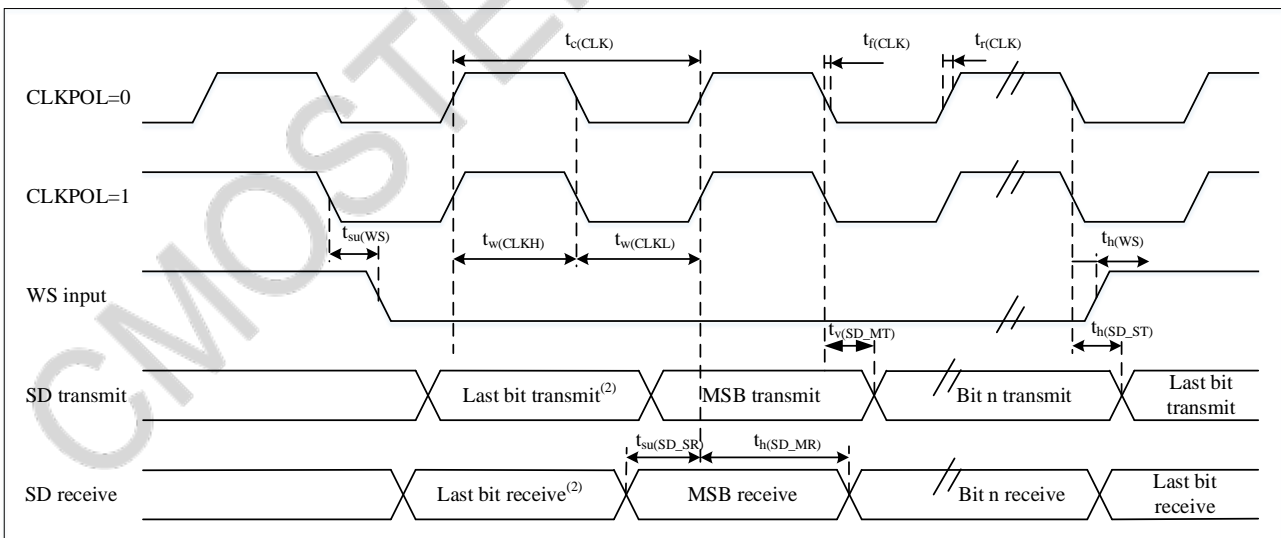 t_c(CLK)
t_f(CLK)
t_r(CLK)
CLKPOL=0
CLKPOL=1
t_su(WS)
t_w(CLKH)
t_w(CLKL)
t_h(WS)
WS input
t_v(SD_MT)
t_h(SD_ST)
SD transmit
Last bit transmit(2)
MSB transmit
Bit n transmit
Last bit
transmit
t_su(SD_SR)
t_h(SD_MR)
SD receive
Last bit receive(2)
MSB receive
Bit n receive
Last bit
receive